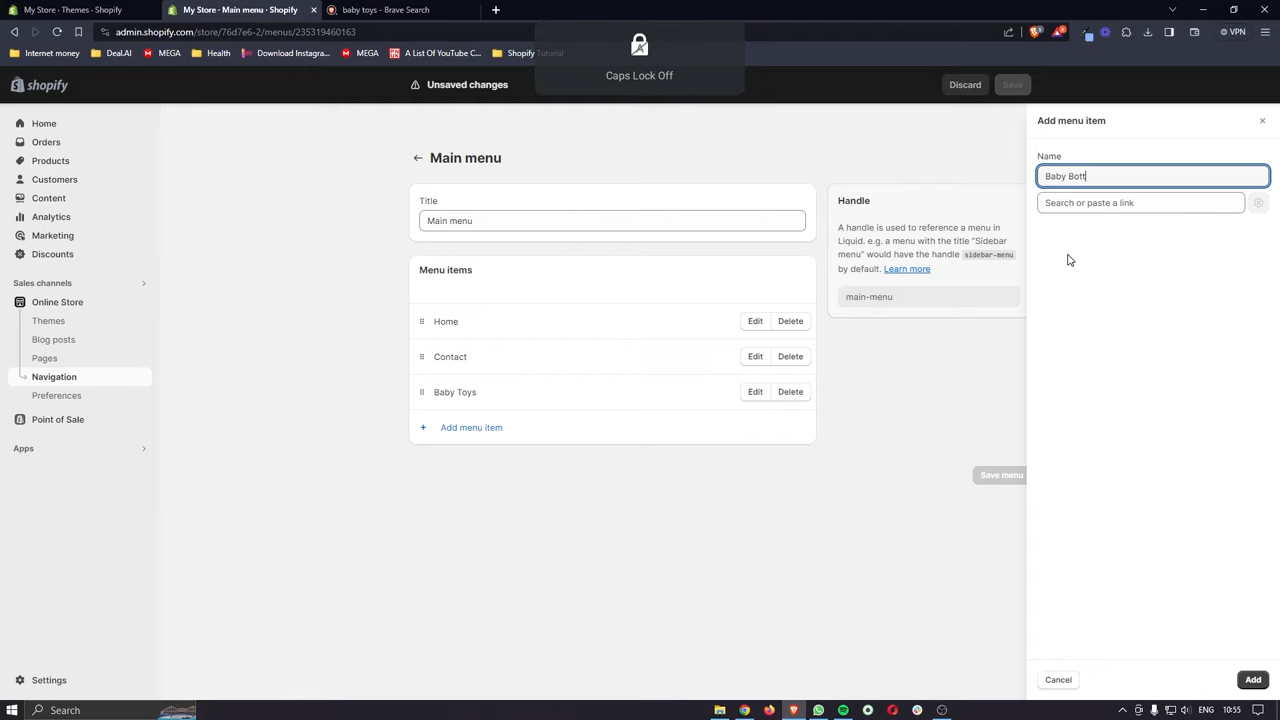 My Store - Themes · Shopify
My Store - Main menu · Shopify
baby toys - Brave Search
admin.shopify.com/store/76d7e6-2/menus/235319460163
VPN
Internet money
Deal.AI
MEGA
Health
Download Instagra...
MEGA
A List Of YouTube C...
Shopify Tutorial
Caps Lock Off
shopify
Unsaved changes
Discard
Save
Home
Orders
Products
Customers
Content
Analytics
Marketing
Discounts
Sales channels
Online Store
Themes
Blog posts
Pages
Navigation
Preferences
Point of Sale
Apps
Settings
Main menu
Title
Main menu
Menu items
Home
Edit
Delete
Contact
Edit
Delete
Baby Toys
Edit
Delete
+ Add menu item
Handle
A handle is used to reference a menu in
Liquid. e.g. a menu with the title "Sidebar
menu" would have the handle sidebar-menu
by default. Learn more
main-menu
Save menu
Add menu item
Name
Baby Bott
Search or paste a link
Cancel
Add
Search
ENG
10:55